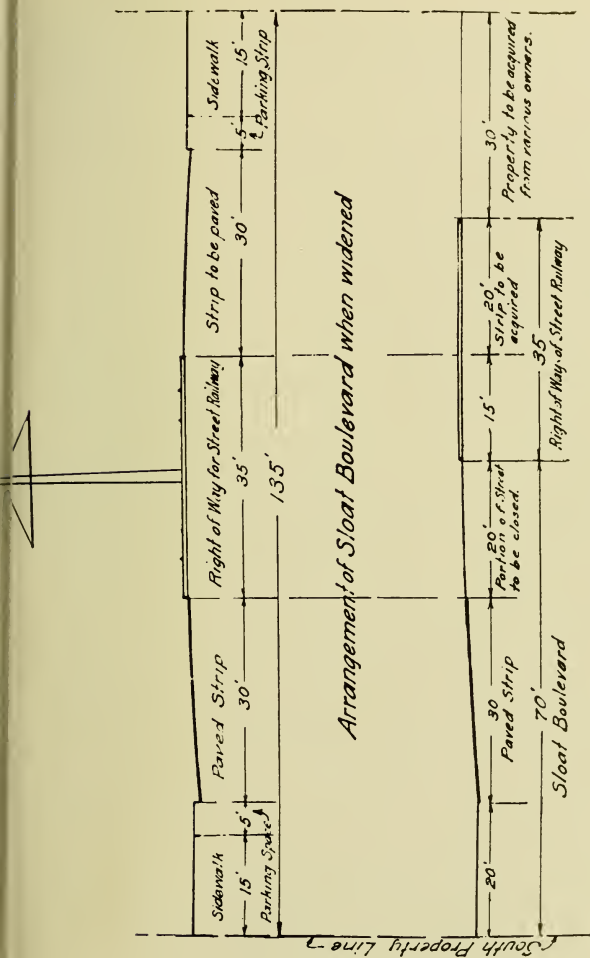 Sidewalk
Paved Strip
Right of Way for Street Railway
Strip to be paved
Sidewalk
15'
5'
30'
35'
30'
5'
15'
Parking Space
Parking Strip
135'
Arrangement of Sloat Boulevard when widened
20'
30
20'
15'
20'
30'
Paved Strip
Portion of Street
to be closed.
Strip to be
acquired
Property to be acquired
from various owners.
70'
35
Sloat Boulevard
Right of Way of Street Railway
South Property Line